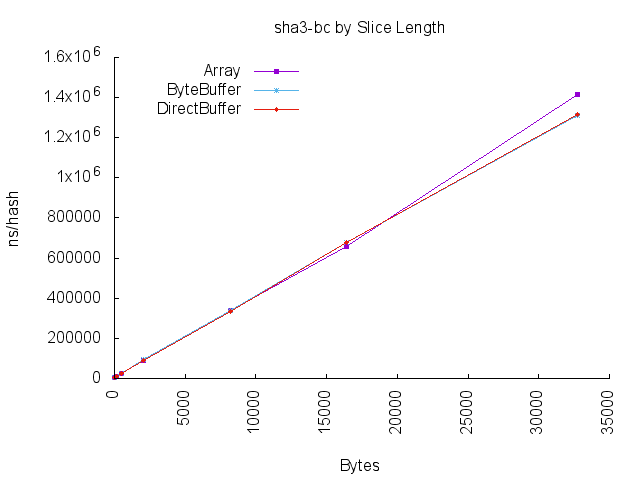 sha3-bc by Slice Length
Array
ByteBuffer
DirectBuffer
ns/hash
1.6x10^6
1.4x10^6
1.2x10^6
1x10^6
800000
600000
400000
200000
0
0
5000
10000
15000
20000
25000
30000
35000
Bytes